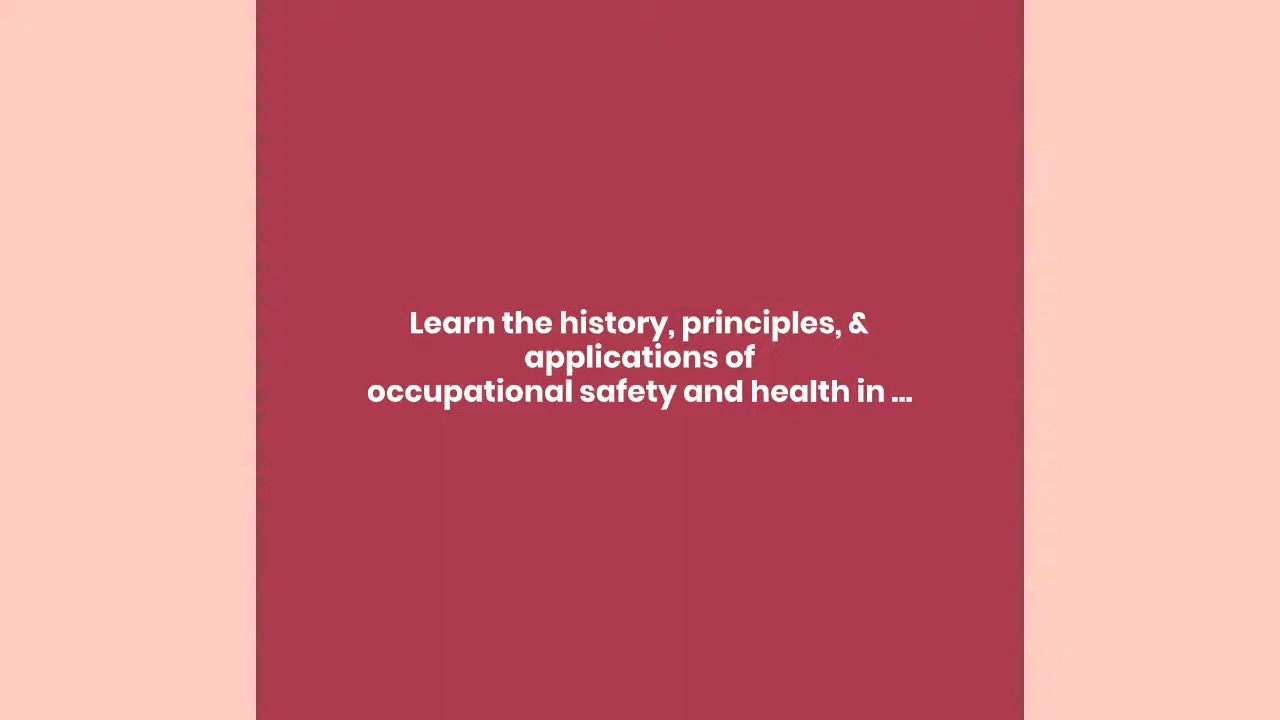 Learn the history, principles, &
applications of
occupational safety and health in ...